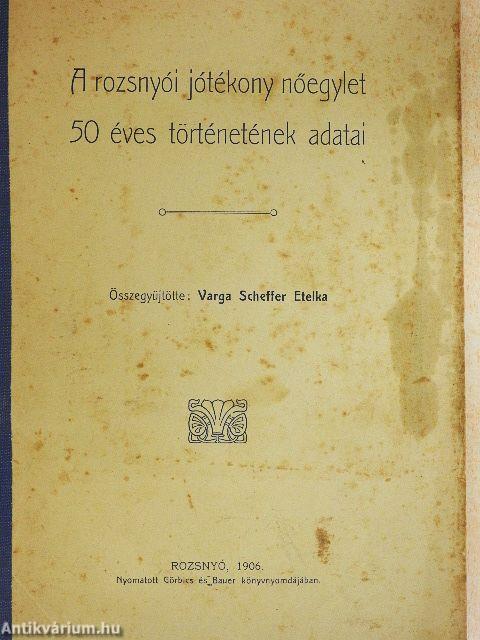 A rozsnyói jótékony nőegylet
50 éves történetének adatai
Összegyűjtötte: Varga Scheffer Etelka
ROZSNYÓ, 1906.
Nyomatott Görbics és Bauer könyvnyomdájában.
Antikvárium.hu